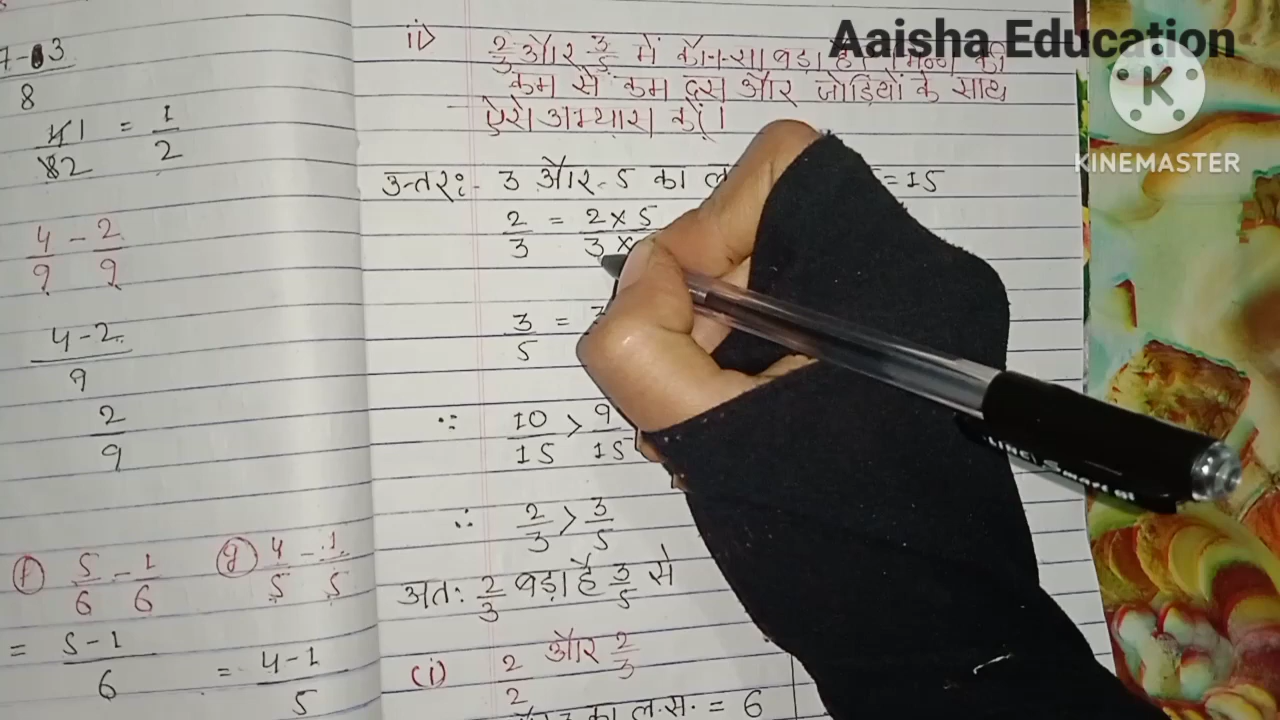 Aaisha Education
K
KINEMASTER
7-3
8
4 1 / 8 2 = 1/2
4/9 - 2/9
4-2/9
2/9
(f) 5/6 - 1/6
= 5-1/6
(g) 4/5 - 1/5
= 4-1/5
ii> 2/3 और 3/5 में कौन-सा बड़ा है
कम से कम दस और जोड़ियों के साथ
ऐसे अभ्यास करें।
उत्तरः- 3 और 5 का ल =15
2/3 = 2×5/3×
3/5 = 3
∵ 10/15 > 9/15
∴ 2/3 > 3/5
अतः 2/3 बड़ा है 3/5 से
(i) 2/2 और 2/3
का ल.स. = 6